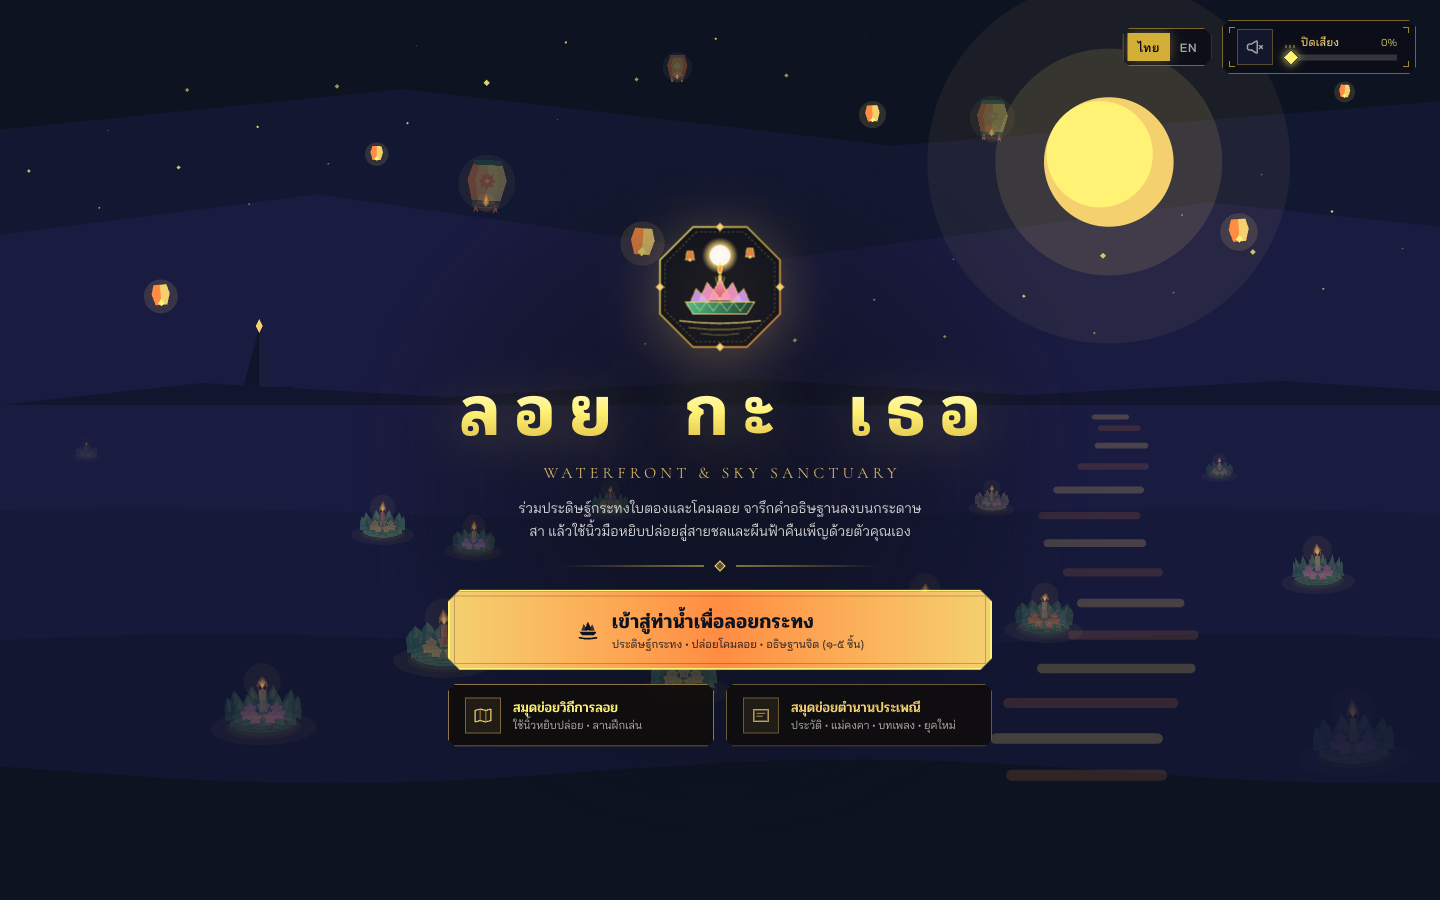 ไทย EN
ปิดเสียง 0%
ลอย กะ เธอ
WATERFRONT & SKY SANCTUARY
ร่วมประดิษฐ์กระทงใบตองและโคมลอย จารึกคำอธิษฐานลงบนกระดาษ
สา แล้วใช้นิ้วมือหยิบปล่อยสู่สายชลและผืนฟ้าคืนเพ็ญด้วยตัวคุณเอง
เข้าสู่ท่าน้ำเพื่อลอยกระทง
ประดิษฐ์กระทง • ปล่อยโคมลอย • อธิษฐานจิต (๑-๕ ชิ้น)
สมุดข่อยวิถีการลอย
ใช้นิ้วหยิบปล่อย • ลานฝึกเล่น
สมุดข่อยตำนานประเพณี
ประวัติ • แม่คงคา • บทเพลง • ยุคใหม่